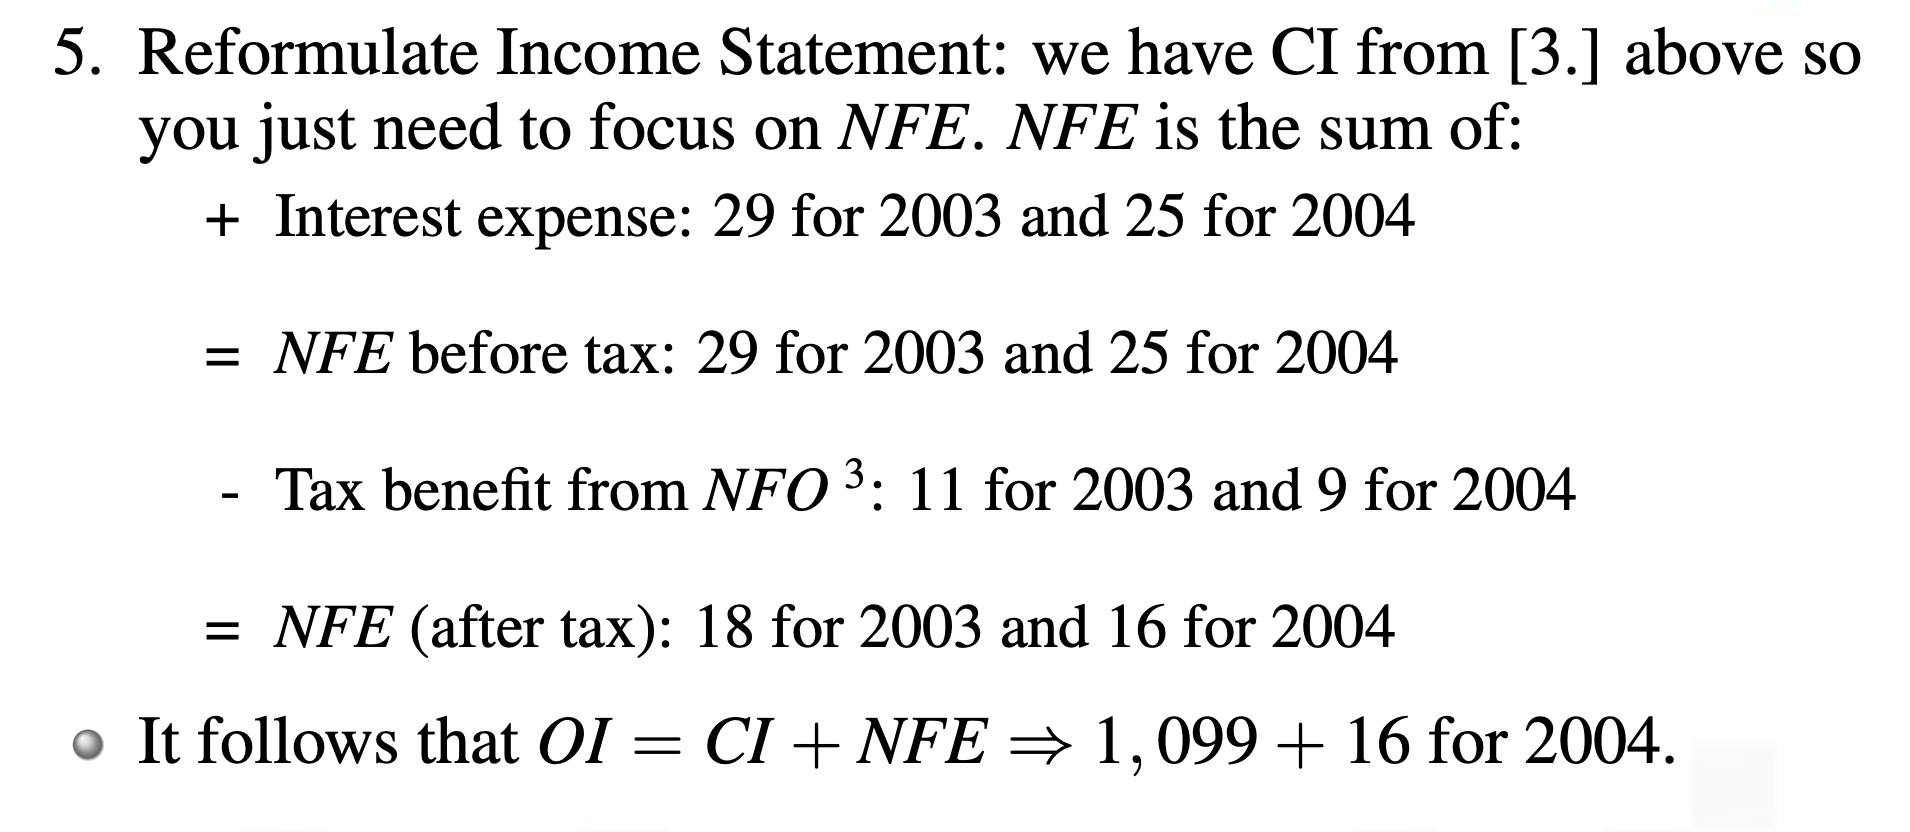 5. Reformulate Income Statement: we have CI from [3.] above so
you just need to focus on NFE. NFE is the sum of:
+ Interest expense: 29 for 2003 and 25 for 2004
= NFE before tax: 29 for 2003 and 25 for 2004
- Tax benefit from NFO ³: 11 for 2003 and 9 for 2004
= NFE (after tax): 18 for 2003 and 16 for 2004
It follows that OI = CI + NFE ⇒ 1,099 + 16 for 2004.